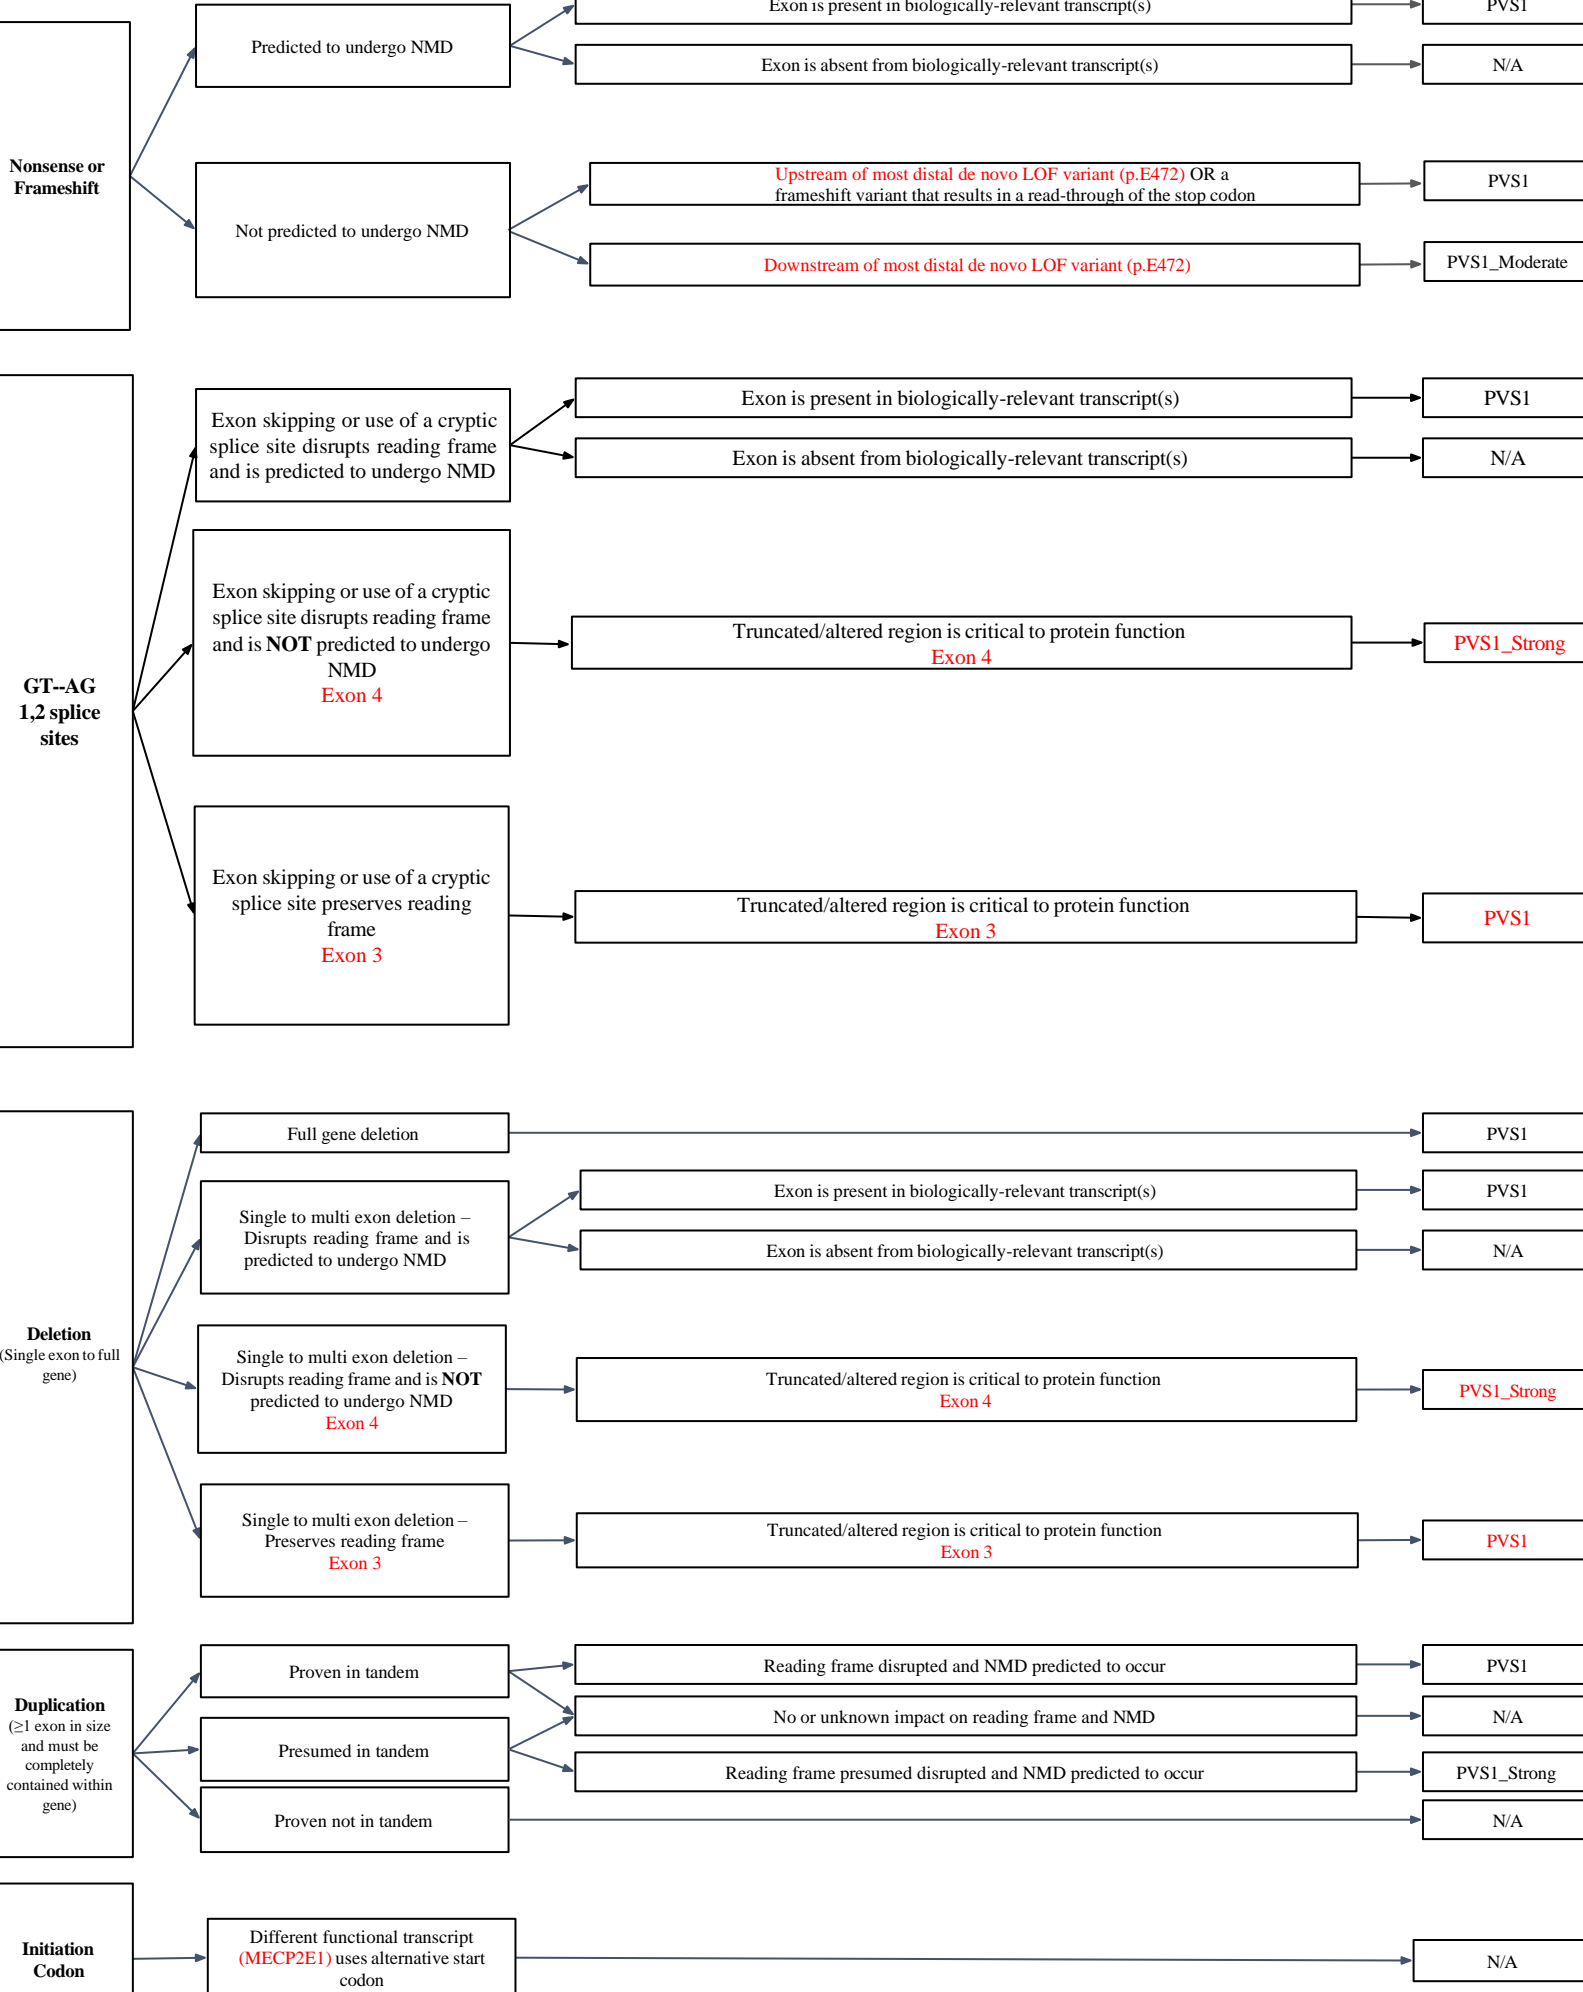 Exon is present in biologically-relevant transcript(s)
PVS1
Predicted to undergo NMD
Exon is absent from biologically-relevant transcript(s)
N/A
Nonsense or
Frameshift
Upstream of most distal de novo LOF variant (p.E472) OR a
frameshift variant that results in a read-through of the stop codon
PVS1
Not predicted to undergo NMD
Downstream of most distal de novo LOF variant (p.E472)
PVS1_Moderate
GT--AG
1,2 splice
sites
Exon skipping or use of a cryptic
splice site disrupts reading frame
and is predicted to undergo NMD
Exon is present in biologically-relevant transcript(s)
PVS1
Exon is absent from biologically-relevant transcript(s)
N/A
Exon skipping or use of a cryptic
splice site disrupts reading frame
and is NOT predicted to undergo
NMD
Exon 4
Truncated/altered region is critical to protein function
Exon 4
PVS1_Strong
Exon skipping or use of a cryptic
splice site preserves reading
frame
Exon 3
Truncated/altered region is critical to protein function
Exon 3
PVS1
Deletion
(Single exon to full
gene)
Full gene deletion
PVS1
Single to multi exon deletion –
Disrupts reading frame and is
predicted to undergo NMD
Exon is present in biologically-relevant transcript(s)
PVS1
Exon is absent from biologically-relevant transcript(s)
N/A
Single to multi exon deletion –
Disrupts reading frame and is NOT
predicted to undergo NMD
Exon 4
Truncated/altered region is critical to protein function
Exon 4
PVS1_Strong
Single to multi exon deletion –
Preserves reading frame
Exon 3
Truncated/altered region is critical to protein function
Exon 3
PVS1
Duplication
(≥1 exon in size
and must be
completely
contained within
gene)
Proven in tandem
Reading frame disrupted and NMD predicted to occur
PVS1
No or unknown impact on reading frame and NMD
N/A
Presumed in tandem
Reading frame presumed disrupted and NMD predicted to occur
PVS1_Strong
Proven not in tandem
N/A
Initiation
Codon
Different functional transcript
(MECP2E1) uses alternative start
codon
N/A